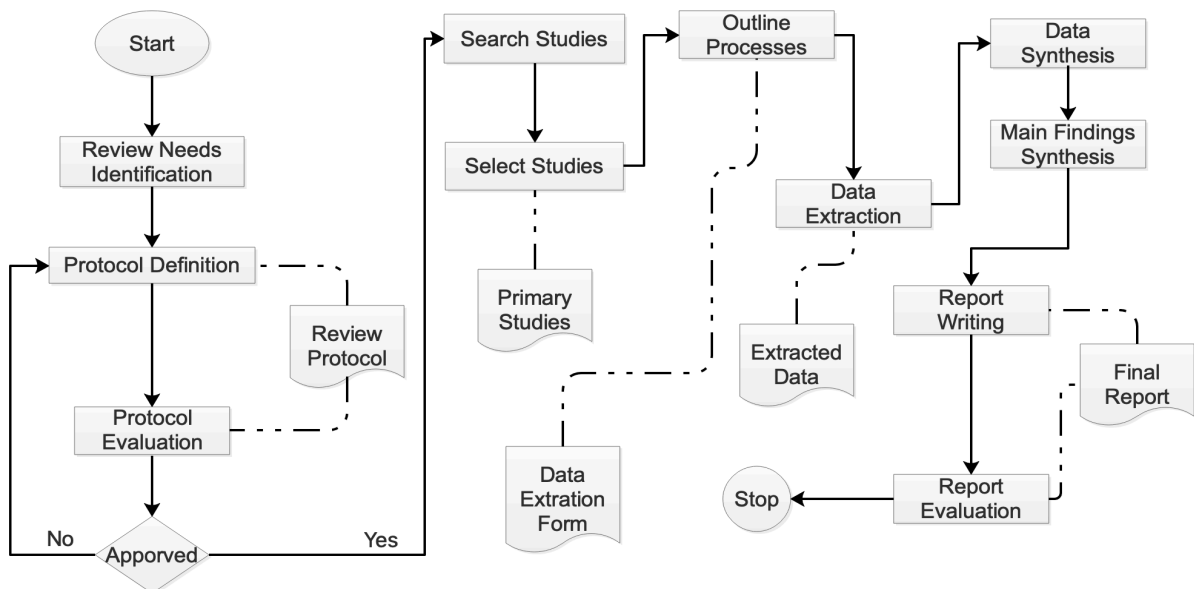 Start
Review Needs
Identification
Protocol Definition
Review
Protocol
Protocol
Evaluation
Apporved
No
Yes
Search Studies
Select Studies
Primary
Studies
Outline
Processes
Data
Extration
Form
Data
Extraction
Extracted
Data
Data
Synthesis
Main Findings
Synthesis
Report
Writing
Final
Report
Report
Evaluation
Stop